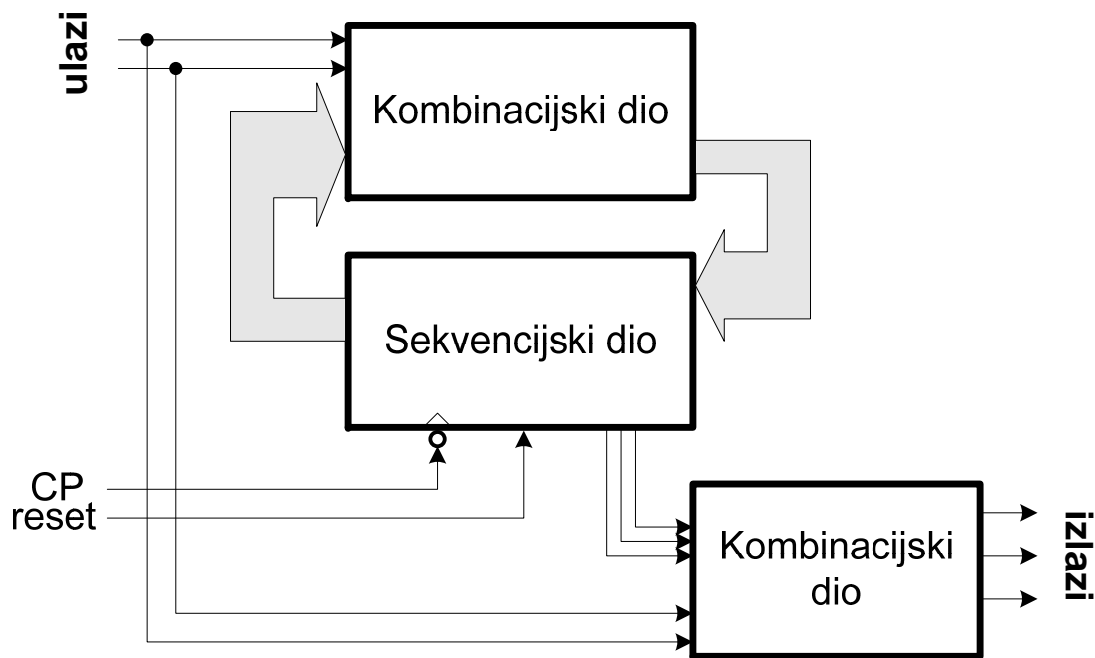 ulazi
Kombinacijski dio
Sekvencijski dio
CP
reset
Kombinacijski
dio
izlazi